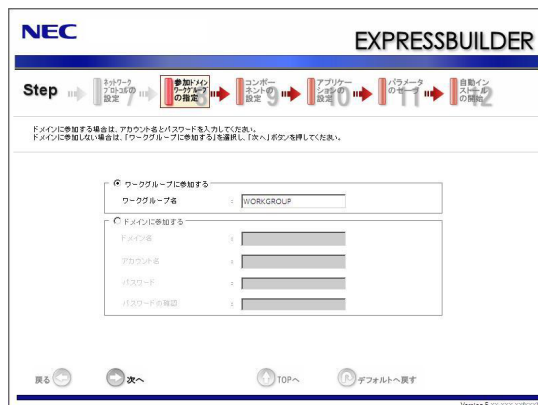 NEC
EXPRESSBUILDER
Step
ネットワーク
プロトコルの
設定 7
参加ドメイン
ワークグループ
の指定 8
コンポー
ネントの
設定 9
アプリケー
ションの
設定 10
パラメータ
のセーブ 11
自動イン
ストール
の開始 12
ドメインに参加する場合は、アカウント名とパスワードを入力してください。
ドメインに参加しない場合は、「ワークグループに参加する」を選択し、「次へ」ボタンを押してください。
ワークグループに参加する
ワークグループ名 : WORKGROUP
ドメインに参加する
ドメイン名 :
アカウント名 :
パスワード :
パスワードの確認 :
戻る
次へ
TOPへ
デフォルトへ戻す
Version 5